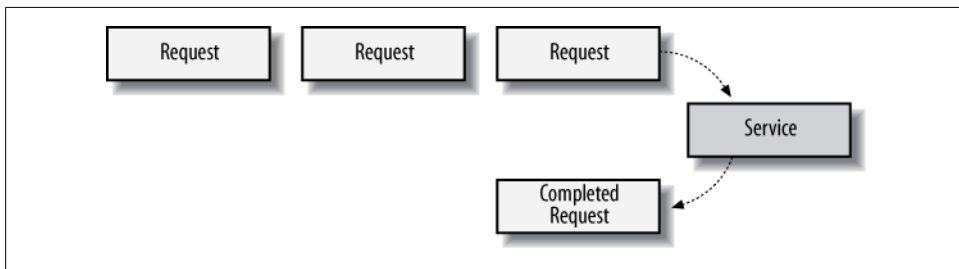 Request
Request
Request
Service
Completed
Request